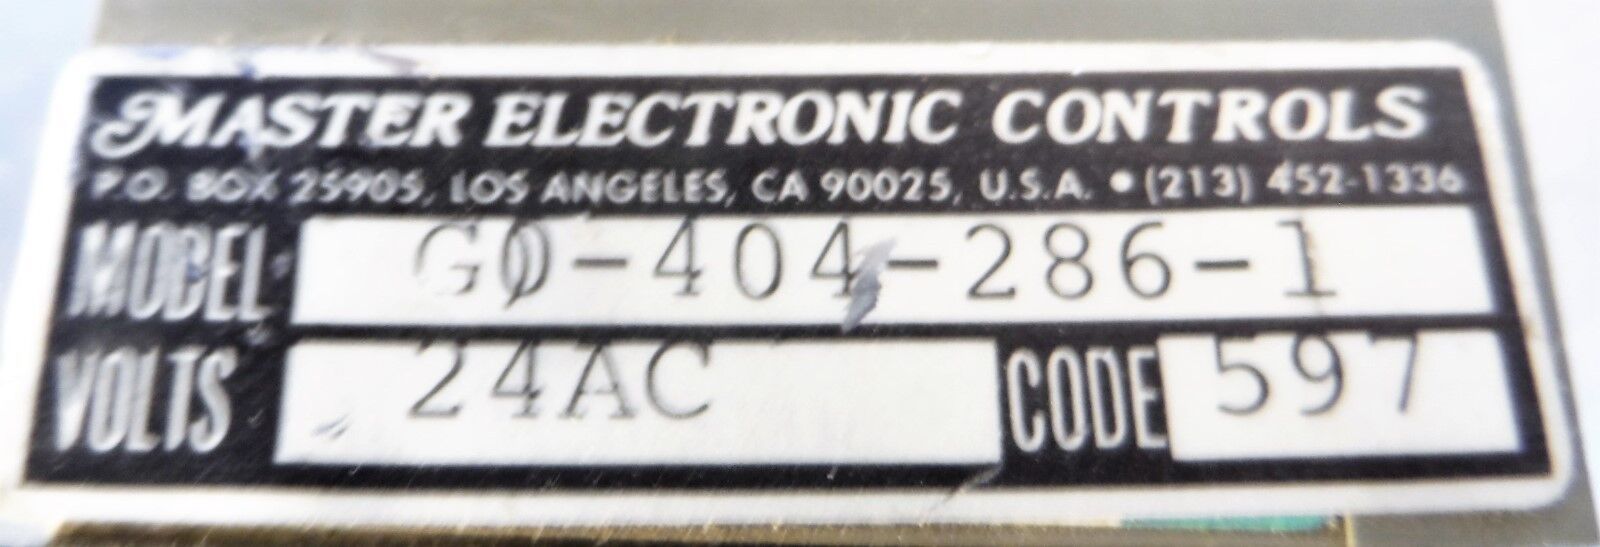 MASTER ELECTRONIC CONTROLS
P.O. BOX 25905, LOS ANGELES, CA 90025, U.S.A. • (213) 452-1336
MODEL G0-404-286-1
VOLTS 24AC CODE 597